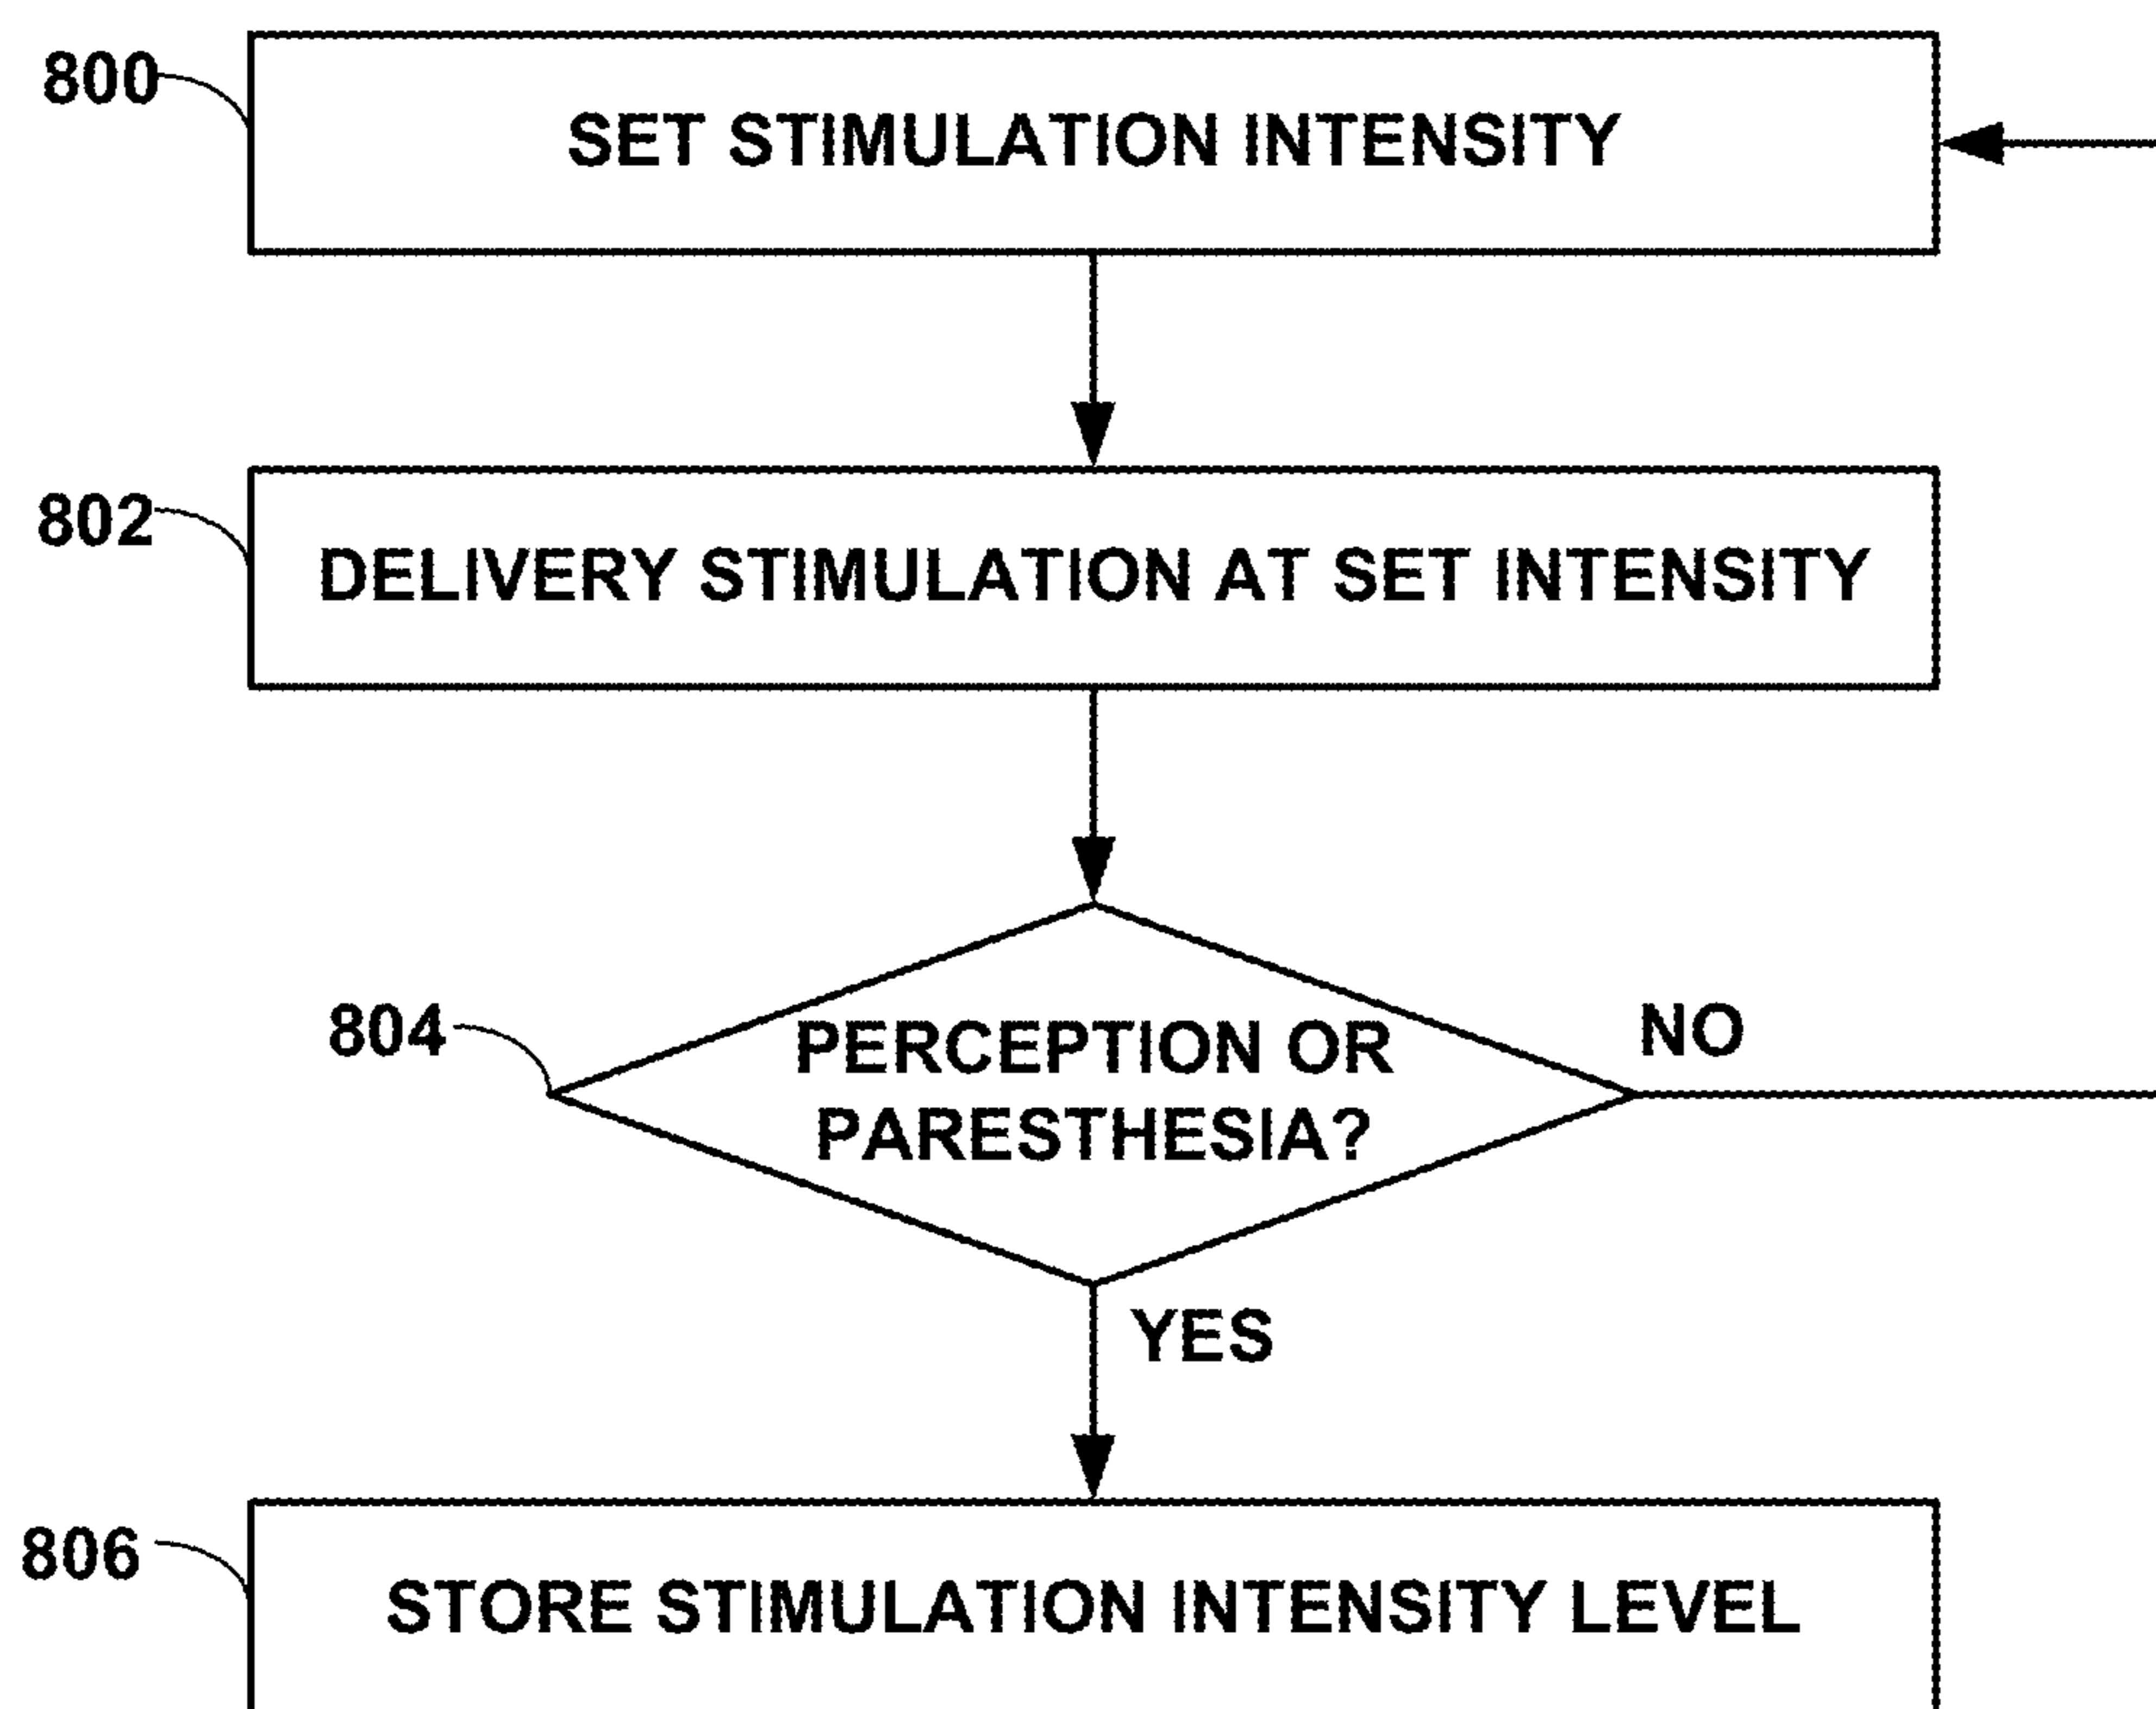 800
SET STIMULATION INTENSITY
802
DELIVERY STIMULATION AT SET INTENSITY
804
PERCEPTION OR
PARESTHESIA?
NO
YES
806
STORE STIMULATION INTENSITY LEVEL